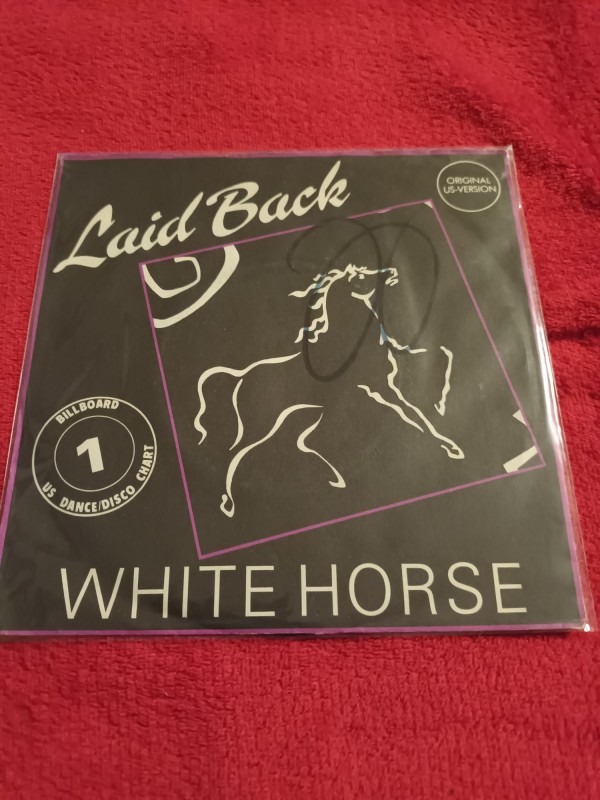 Laid Back
ORIGINAL
US-VERSION
BILLBOARD
1
US DANCE/DISCO CHART
WHITE HORSE